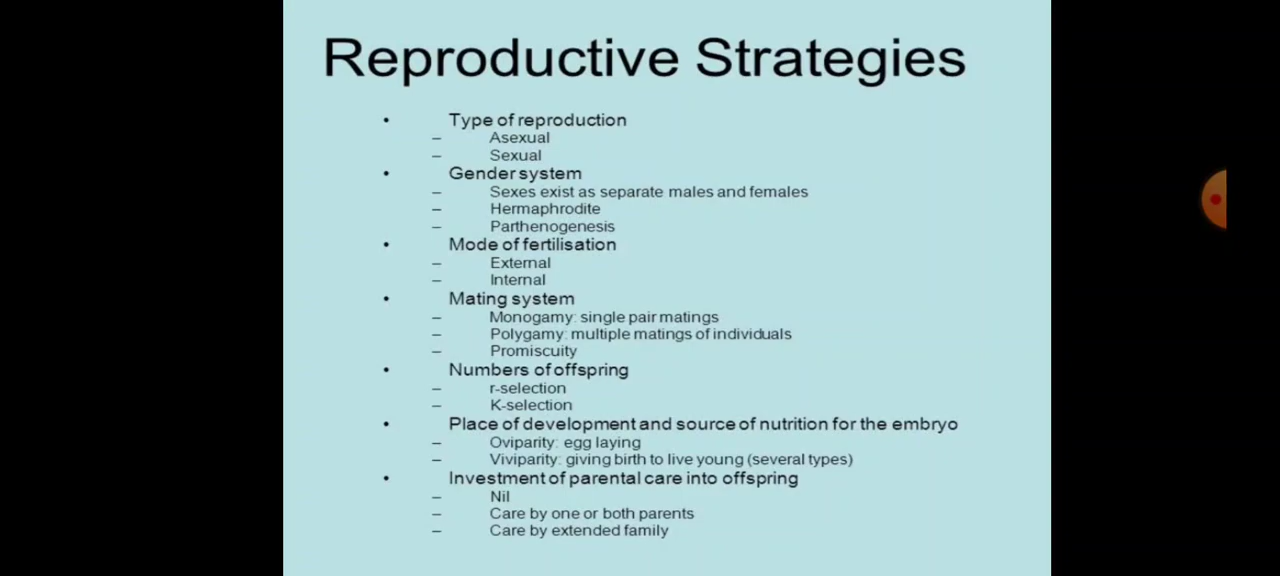 Reproductive Strategies
• Type of reproduction
– Asexual
– Sexual
• Gender system
– Sexes exist as separate males and females
– Hermaphrodite
– Parthenogenesis
• Mode of fertilisation
– External
– Internal
• Mating system
– Monogamy: single pair matings
– Polygamy: multiple matings of individuals
– Promiscuity
• Numbers of offspring
– r-selection
– K-selection
• Place of development and source of nutrition for the embryo
– Oviparity: egg laying
– Viviparity: giving birth to live young (several types)
• Investment of parental care into offspring
– Nil
– Care by one or both parents
– Care by extended family